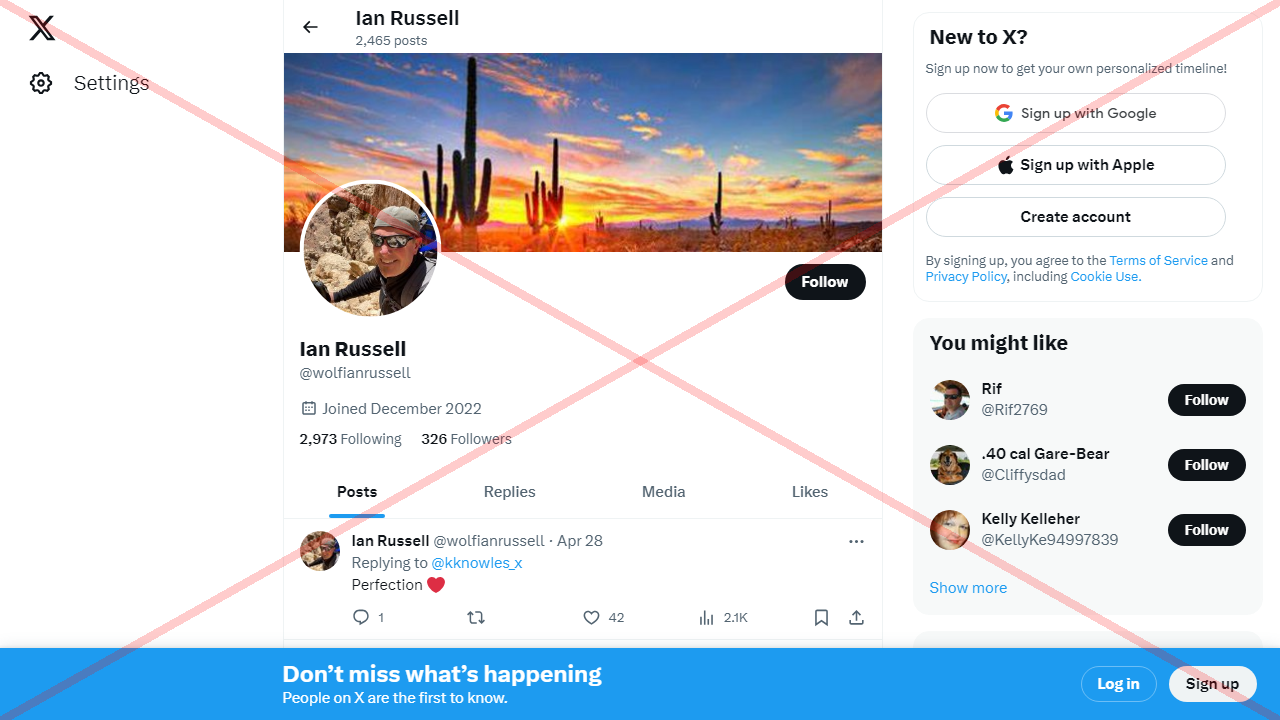 Settings
Ian Russell
2,465 posts
Follow
Ian Russell
@wolfianrussell
Joined December 2022
2,973 Following 326 Followers
Posts Replies Media Likes
Ian Russell @wolfianrussell · Apr 28
Replying to @kknowles_x
Perfection ❤️
1 42 2.1K
New to X?
Sign up now to get your own personalized timeline!
Sign up with Google
Sign up with Apple
Create account
By signing up, you agree to the Terms of Service and
Privacy Policy, including Cookie Use.
You might like
Rif
@Rif2769
Follow
.40 cal Gare-Bear
@Cliffysdad
Follow
Kelly Kelleher
@KellyKe94997839
Follow
Show more
Don’t miss what’s happening
People on X are the first to know.
Log in
Sign up